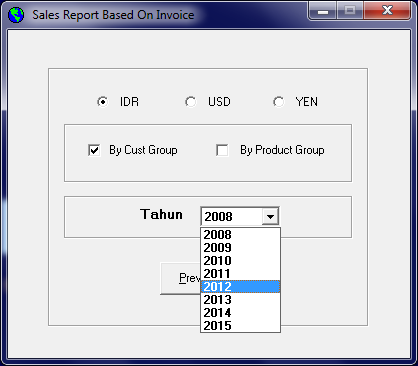 Sales Report Based On Invoice
IDR USD YEN
By Cust Group By Product Group
Tahun 2008
2008
2009
2010
2011
2012
2013
2014
2015